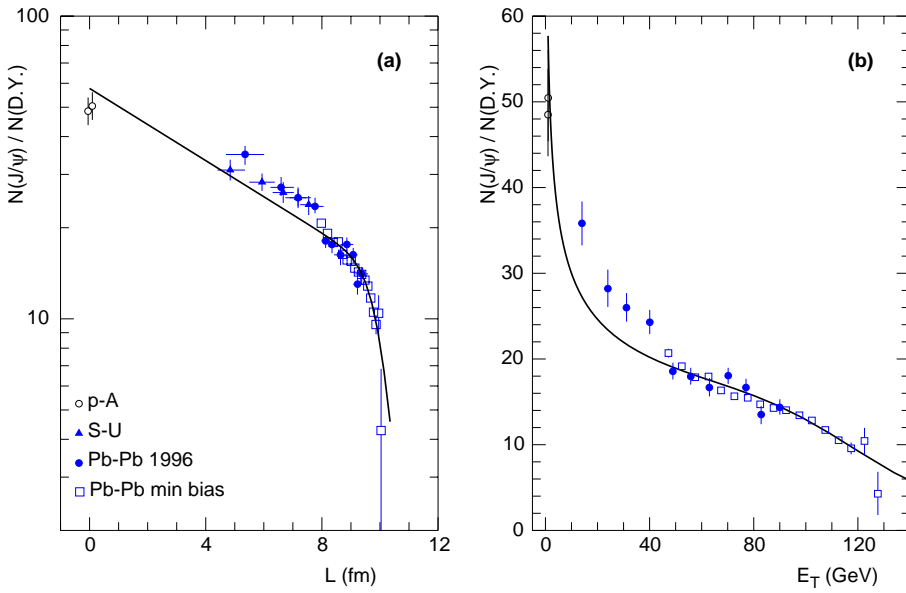 100
10
N(J/ψ) / N(D.Y.)
(a)
p-A
S-U
Pb-Pb 1996
Pb-Pb min bias
0 4 8 12
L (fm)
60
50
40
30
20
10
0
N(J/ψ) / N(D.Y.)
(b)
0 40 80 120
E_T (GeV)